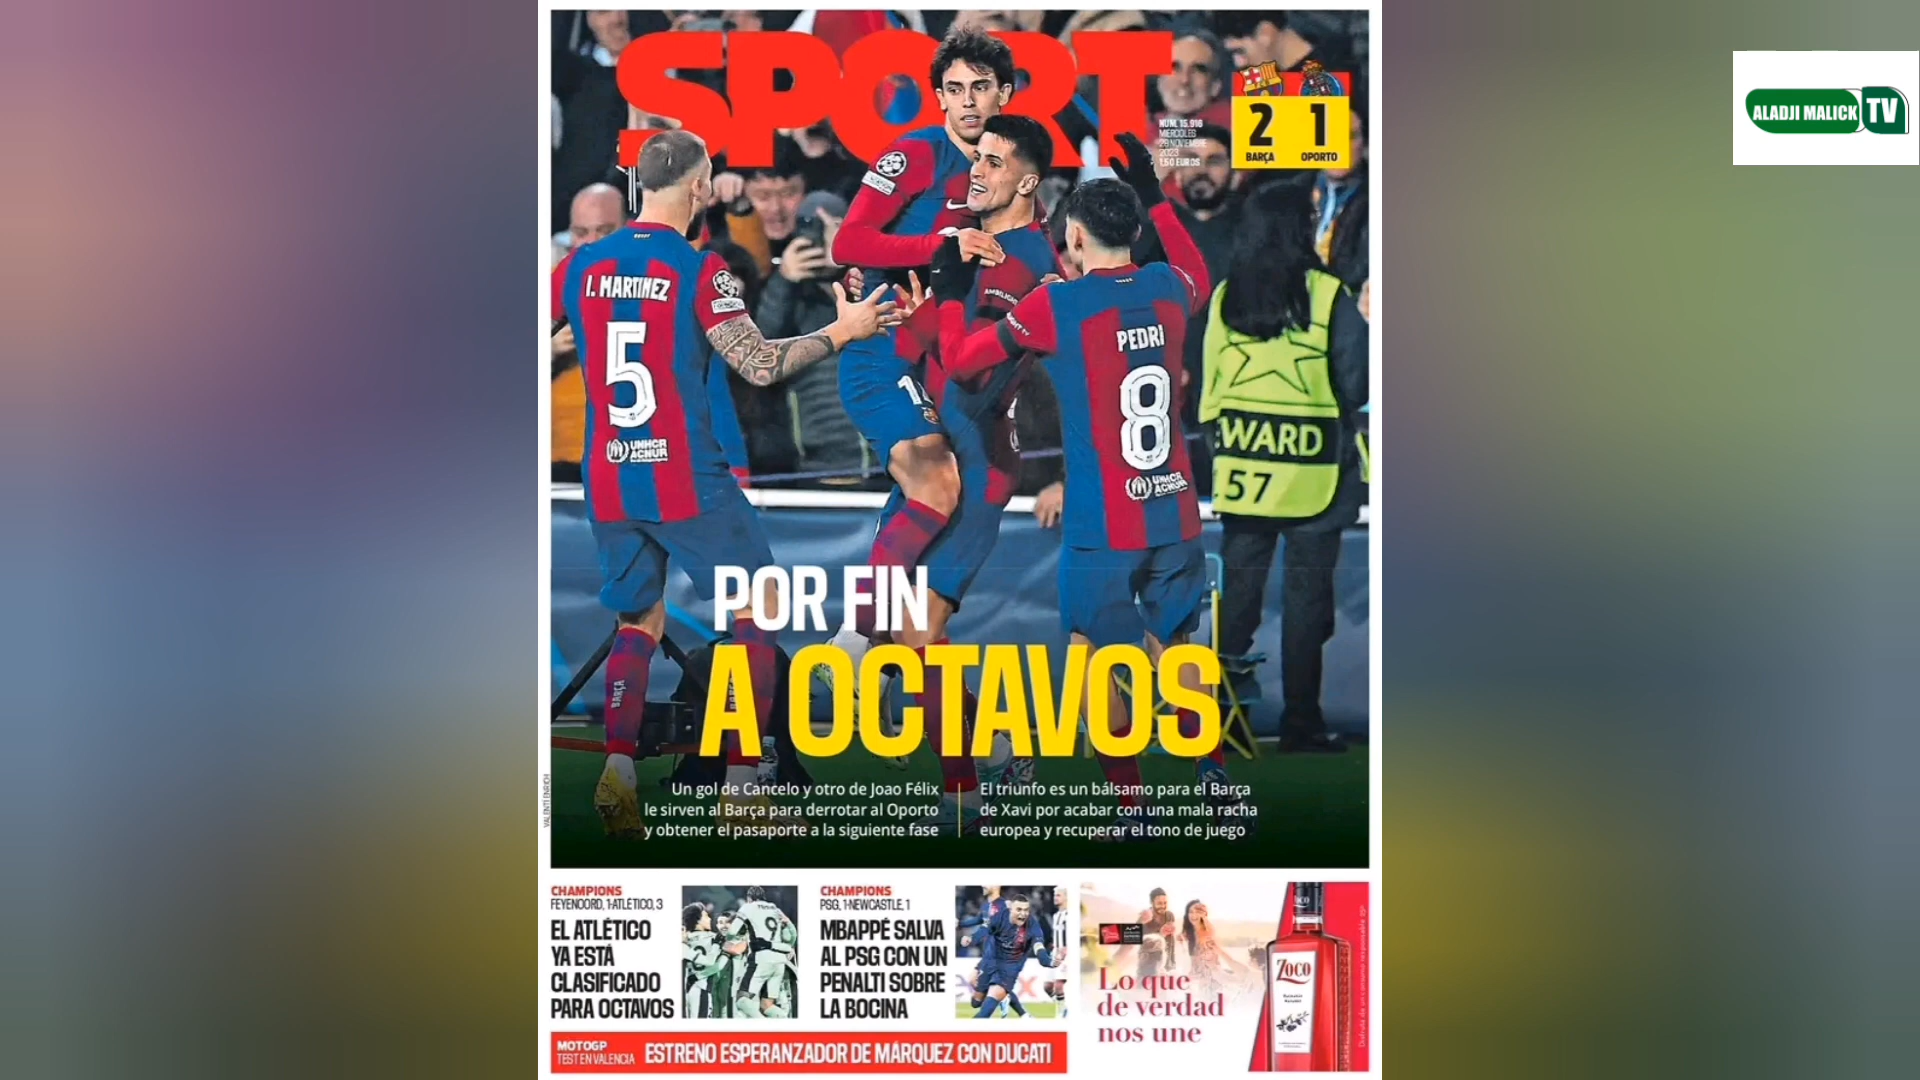 SPORT
NUM. 15.916
MIÉRCOLES
29 NOVIEMBRE
2023
1,50 EUROS
2 1
BARÇA OPORTO
ALADJI MALICK TV
I. MARTINEZ
5
UNHCR
ACNUR
PEDRI
8
UNHCR
ACNUR
EWARD
57
BARÇA
POR FIN
A OCTAVOS
Un gol de Cancelo y otro de Joao Félix
le sirven al Barça para derrotar al Oporto
y obtener el pasaporte a la siguiente fase
El triunfo es un bálsamo para el Barça
de Xavi por acabar con una mala racha
europea y recuperar el tono de juego
VALENTÍ ENRICH
CHAMPIONS
FEYENOORD, 1-ATLÉTICO, 3
EL ATLÉTICO
YA ESTÁ
CLASIFICADO
PARA OCTAVOS
CHAMPIONS
PSG, 1-NEWCASTLE, 1
MBAPPÉ SALVA
AL PSG CON UN
PENALTI SOBRE
LA BOCINA
Lo que
de verdad
nos une
ZOCO
MOTOGP
TEST EN VALENCIA
ESTRENO ESPERANZADOR DE MÁRQUEZ CON DUCATI